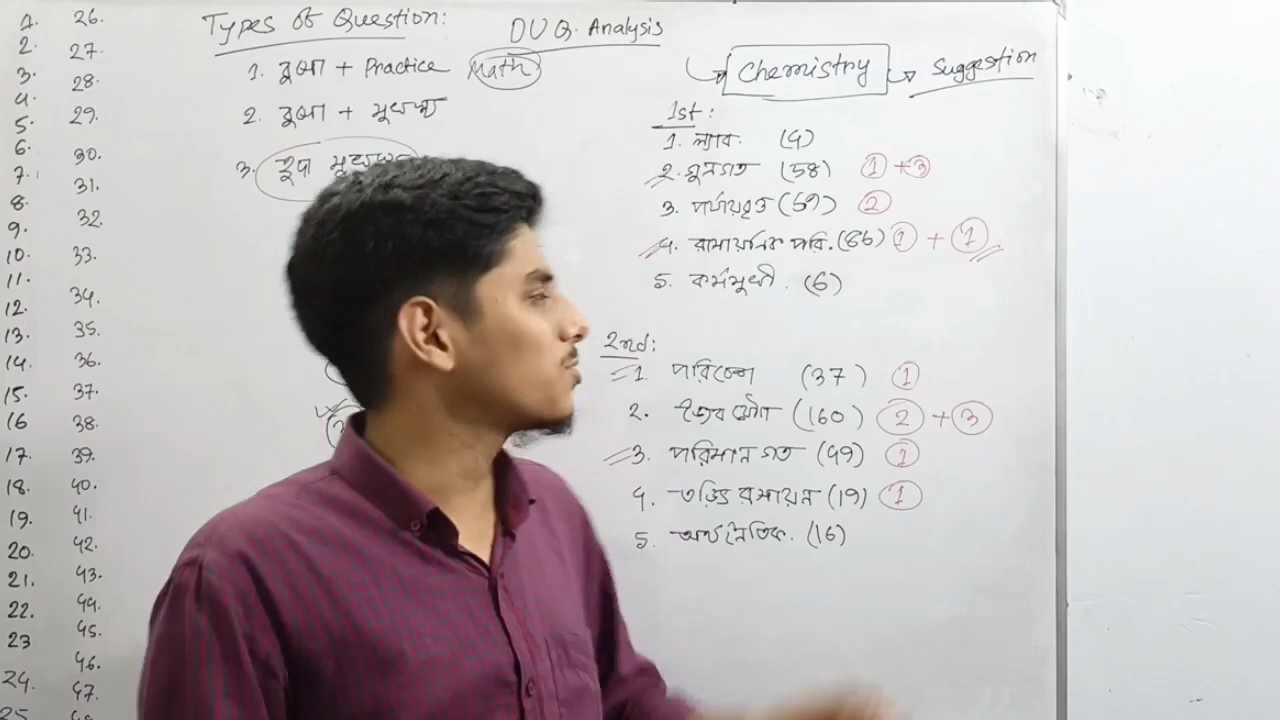 1.
2.
3.
4.
5.
6.
7.
8.
9.
10.
11.
12.
13.
14.
15.
16
17.
18.
19.
20.
21.
22.
23
24.
25
26.
27.
28.
29.
30.
31.
32.
33.
34.
35.
36.
37.
38.
39.
40.
41.
42.
43.
44.
45.
46.
47.
Types of Question:
1. বুঝা + Practice Math
2. বুঝা + মুখস্থ
3.
DU Q. Analysis
Chemistry → Suggestion
1st:
1. ল্যাব. (4)
2. গুনগত (58) 1 + 3
3. পর্যায়বৃত্ত (69) 2
4. রাসায়নিক পরি. (86) 1 + 1
5. কর্মমুখী. (6)
2nd:
1. পরিবেশ (37) 1
2. জৈব যৌগ (160) 2 + 3
3. পরিমানগত (49) 1
4. তড়িৎ রসায়ন (19) 1
5. অর্থনৈতিক. (16)